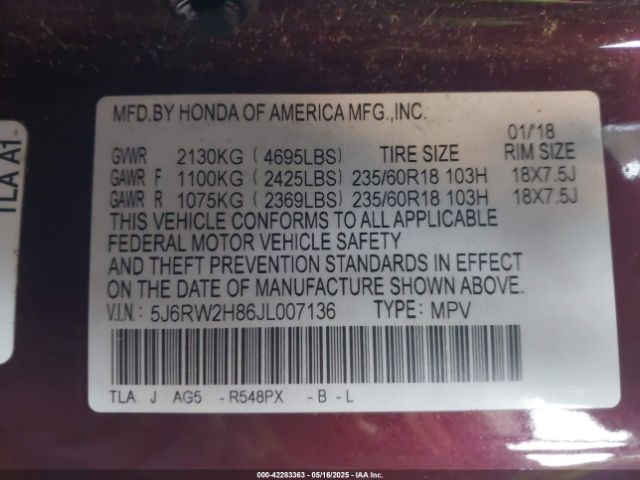 TLA A1
MFD.BY HONDA OF AMERICA MFG.,INC.
01/18
GVWR 2130KG (4695LBS) TIRE SIZE RIM SIZE
GAWR F 1100KG (2425LBS) 235/60R18 103H 18X7.5J
GAWR R 1075KG (2369LBS) 235/60R18 103H 18X7.5J
THIS VEHICLE CONFORMS TO ALL APPLICABLE
FEDERAL MOTOR VEHICLE SAFETY
AND THEFT PREVENTION STANDARDS IN EFFECT
ON THE DATE OF MANUFACTURE SHOWN ABOVE.
V.I.N.: 5J6RW2H86JL007136 TYPE: MPV
TLA J AG5 -R548PX -B -L
000-42283363 - 05/16/2025 - IAA Inc.